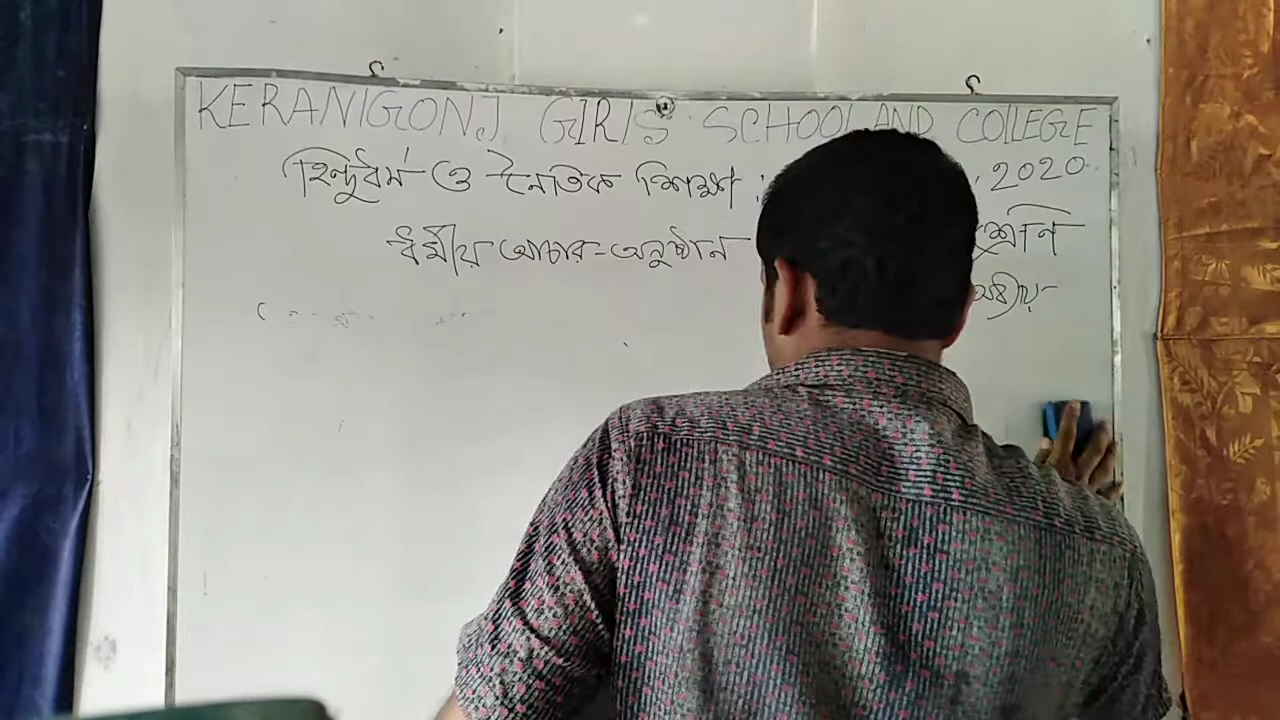 KERANIGONJ GIRLS SCHOOL AND COLLEGE
হিন্দুধর্ম ও নৈতিক শিক্ষা : 2020
ধর্মীয় আচার-অনুষ্ঠান শ্রেণি